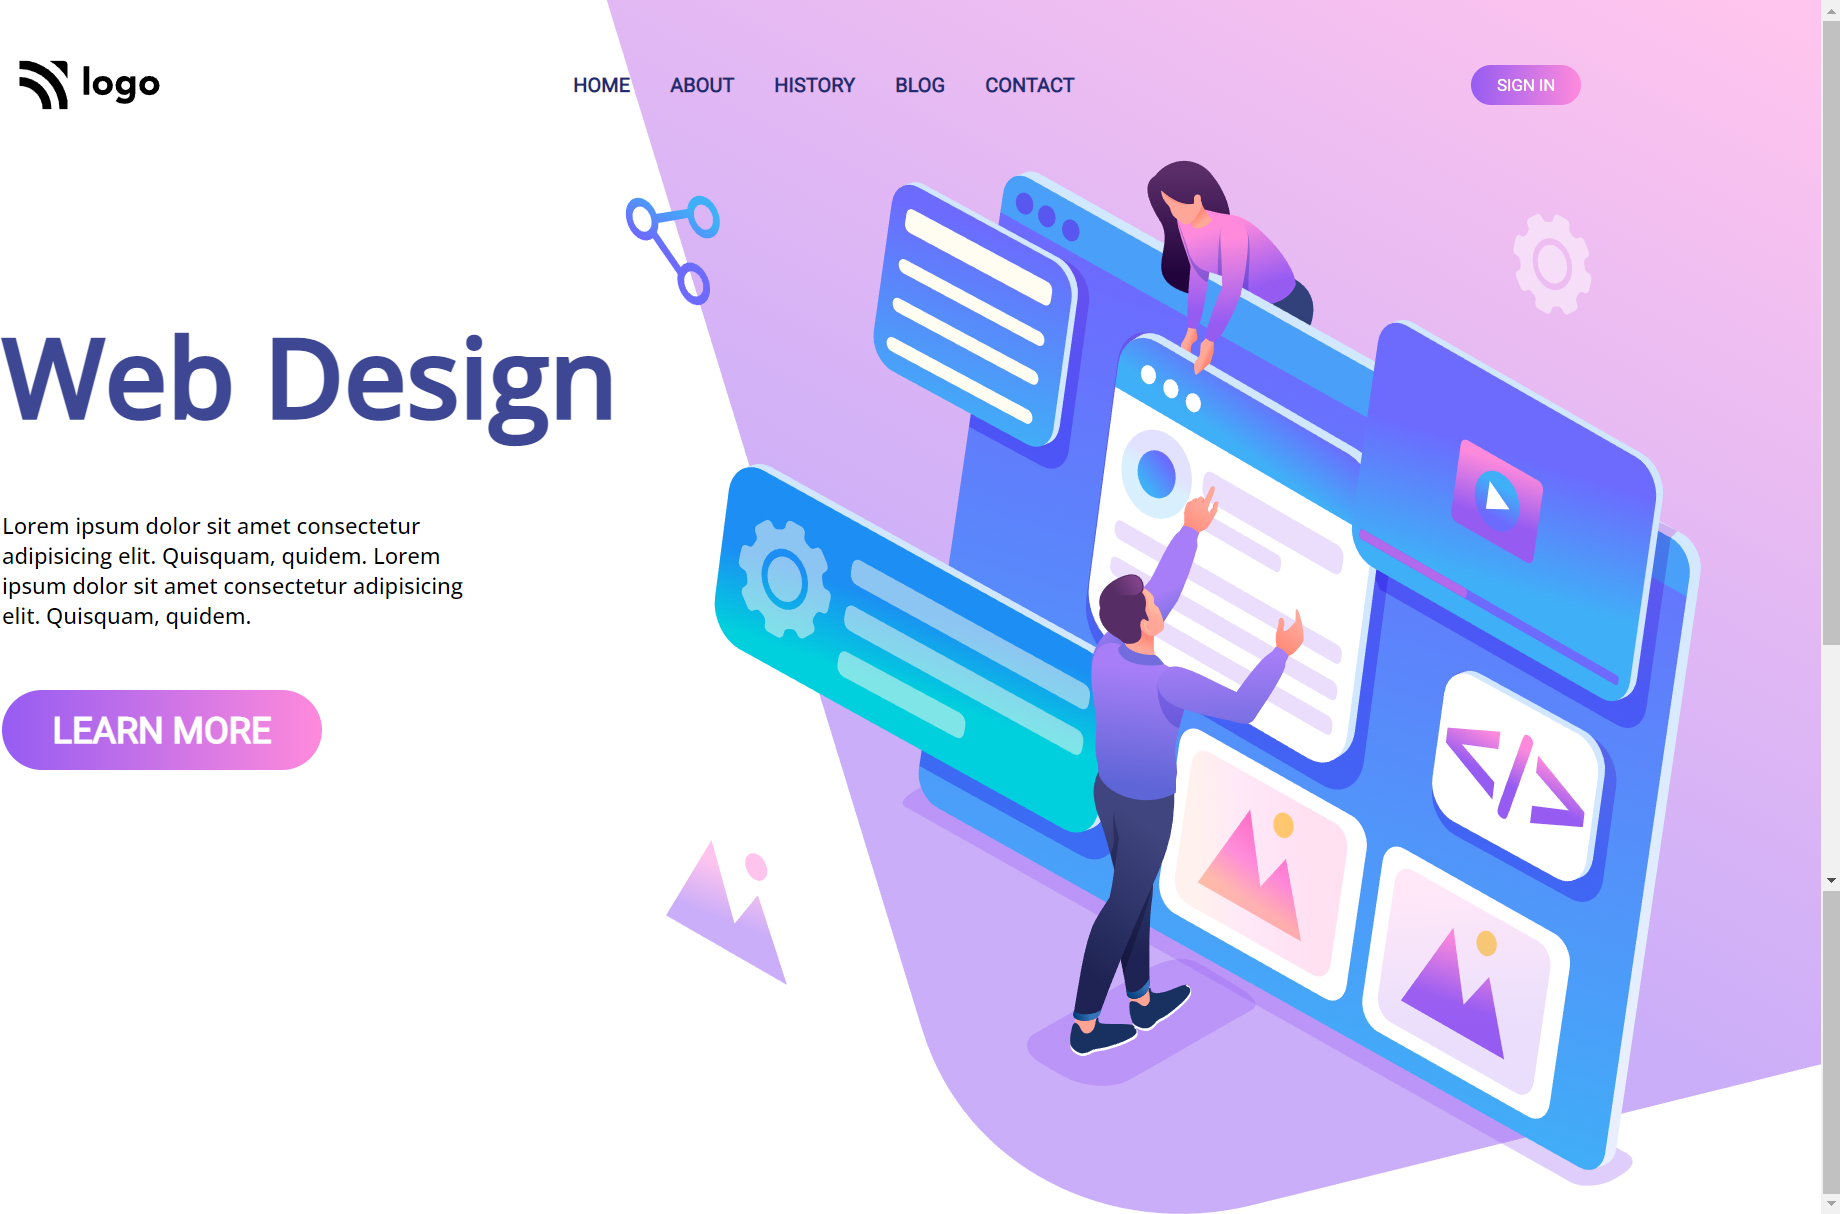 logo
HOME ABOUT HISTORY BLOG CONTACT
SIGN IN
Web Design
Lorem ipsum dolor sit amet consectetur
adipisicing elit. Quisquam, quidem. Lorem
ipsum dolor sit amet consectetur adipisicing
elit. Quisquam, quidem.
LEARN MORE